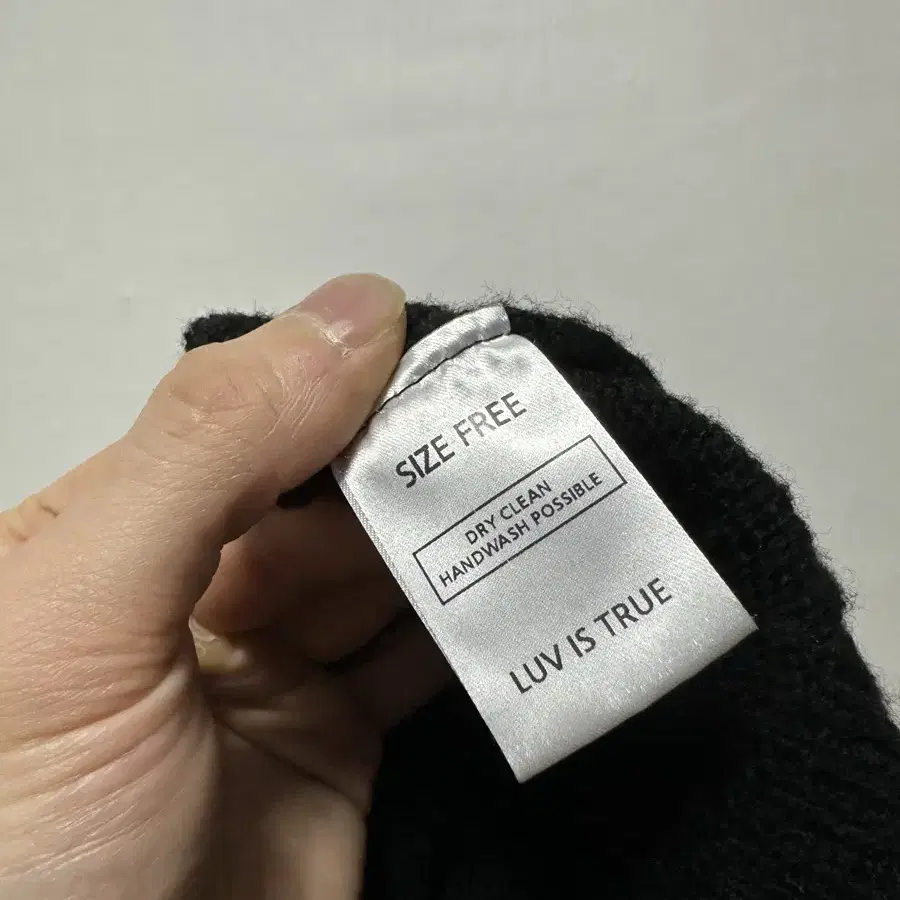 SIZE FREE
DRY CLEAN
HANDWASH POSSIBLE
LUV IS TRUE